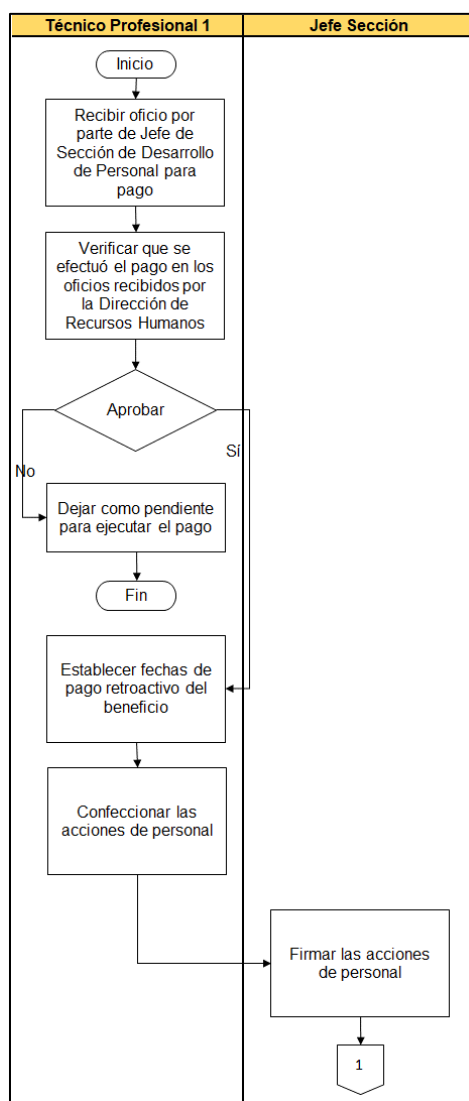 Técnico Profesional 1
Jefe Sección
Inicio
Recibir oficio por
parte de Jefe de
Sección de Desarrollo
de Personal para
pago
Verificar que se
efectuó el pago en los
oficios recibidos por
la Dirección de
Recursos Humanos
Aprobar
No
Sí
Dejar como pendiente
para ejecutar el pago
Fin
Establecer fechas de
pago retroactivo del
beneficio
Confeccionar las
acciones de personal
Firmar las acciones
de personal
1